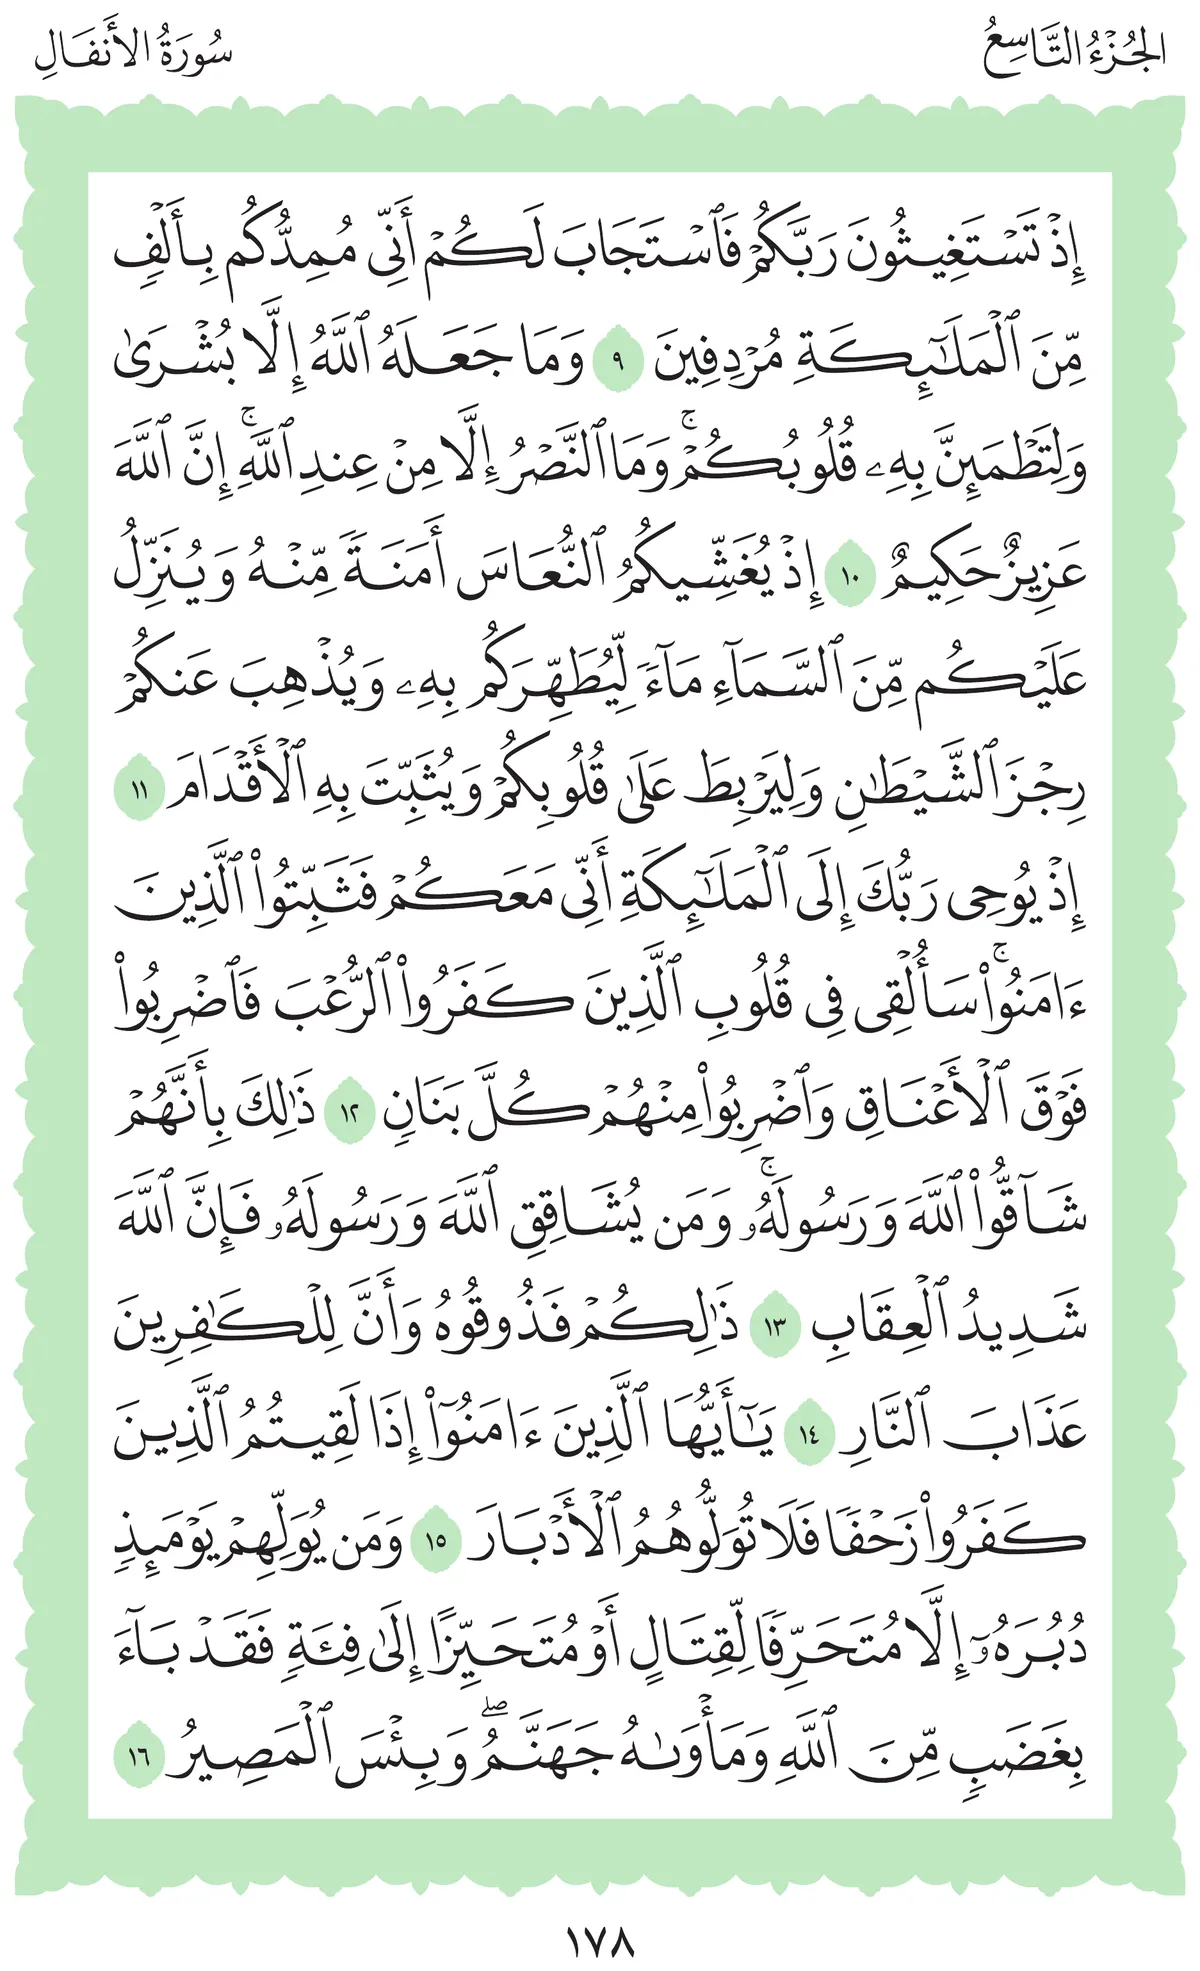 الجُزْءُ التَّاسِعُ
سُورَةُ الأَنفَالِ
إِذْ تَسْتَغِيثُونَ رَبَّكُمْ فَٱسْتَجَابَ لَكُمْ أَنِّى مُمِدُّكُم بِأَلْفٍ
مِّنَ ٱلْمَلَـٰٓئِكَةِ مُرْدِفِينَ ٩ وَمَا جَعَلَهُ ٱللَّهُ إِلَّا بُشْرَىٰ
وَلِتَطْمَئِنَّ بِهِۦ قُلُوبُكُمْ ۚ وَمَا ٱلنَّصْرُ إِلَّا مِنْ عِندِ ٱللَّهِ ۚ إِنَّ ٱللَّهَ
عَزِيزٌ حَكِيمٌ ١٠ إِذْ يُغَشِّيكُمُ ٱلنُّعَاسَ أَمَنَةً مِّنْهُ وَيُنَزِّلُ
عَلَيْكُم مِّنَ ٱلسَّمَآءِ مَآءً لِّيُطَهِّرَكُم بِهِۦ وَيُذْهِبَ عَنكُمْ
رِجْزَ ٱلشَّيْطَـٰنِ وَلِيَرْبِطَ عَلَىٰ قُلُوبِكُمْ وَيُثَبِّتَ بِهِ ٱلْأَقْدَامَ ١١
إِذْ يُوحِى رَبُّكَ إِلَى ٱلْمَلَـٰٓئِكَةِ أَنِّى مَعَكُمْ فَثَبِّتُوا۟ ٱلَّذِينَ
ءَامَنُوا۟ ۚ سَأُلْقِى فِى قُلُوبِ ٱلَّذِينَ كَفَرُوا۟ ٱلرُّعْبَ فَٱضْرِبُوا۟
فَوْقَ ٱلْأَعْنَاقِ وَٱضْرِبُوا۟ مِنْهُمْ كُلَّ بَنَانٍ ١٢ ذَٰلِكَ بِأَنَّهُمْ
شَآقُّوا۟ ٱللَّهَ وَرَسُولَهُۥ ۚ وَمَن يُشَاقِقِ ٱللَّهَ وَرَسُولَهُۥ فَإِنَّ ٱللَّهَ
شَدِيدُ ٱلْعِقَابِ ١٣ ذَٰلِكُمْ فَذُوقُوهُ وَأَنَّ لِلْكَـٰفِرِينَ
عَذَابَ ٱلنَّارِ ١٤ يَـٰٓأَيُّهَا ٱلَّذِينَ ءَامَنُوٓا۟ إِذَا لَقِيتُمُ ٱلَّذِينَ
كَفَرُوا۟ زَحْفًا فَلَا تُوَلُّوهُمُ ٱلْأَدْبَارَ ١٥ وَمَن يُوَلِّهِمْ يَوْمَئِذٍ
دُبُرَهُۥٓ إِلَّا مُتَحَرِّفًا لِّقِتَالٍ أَوْ مُتَحَيِّزًا إِلَىٰ فِئَةٍ فَقَدْ بَآءَ
بِغَضَبٍ مِّنَ ٱللَّهِ وَمَأْوَىٰهُ جَهَنَّمُ ۖ وَبِئْسَ ٱلْمَصِيرُ ١٦
١٧٨